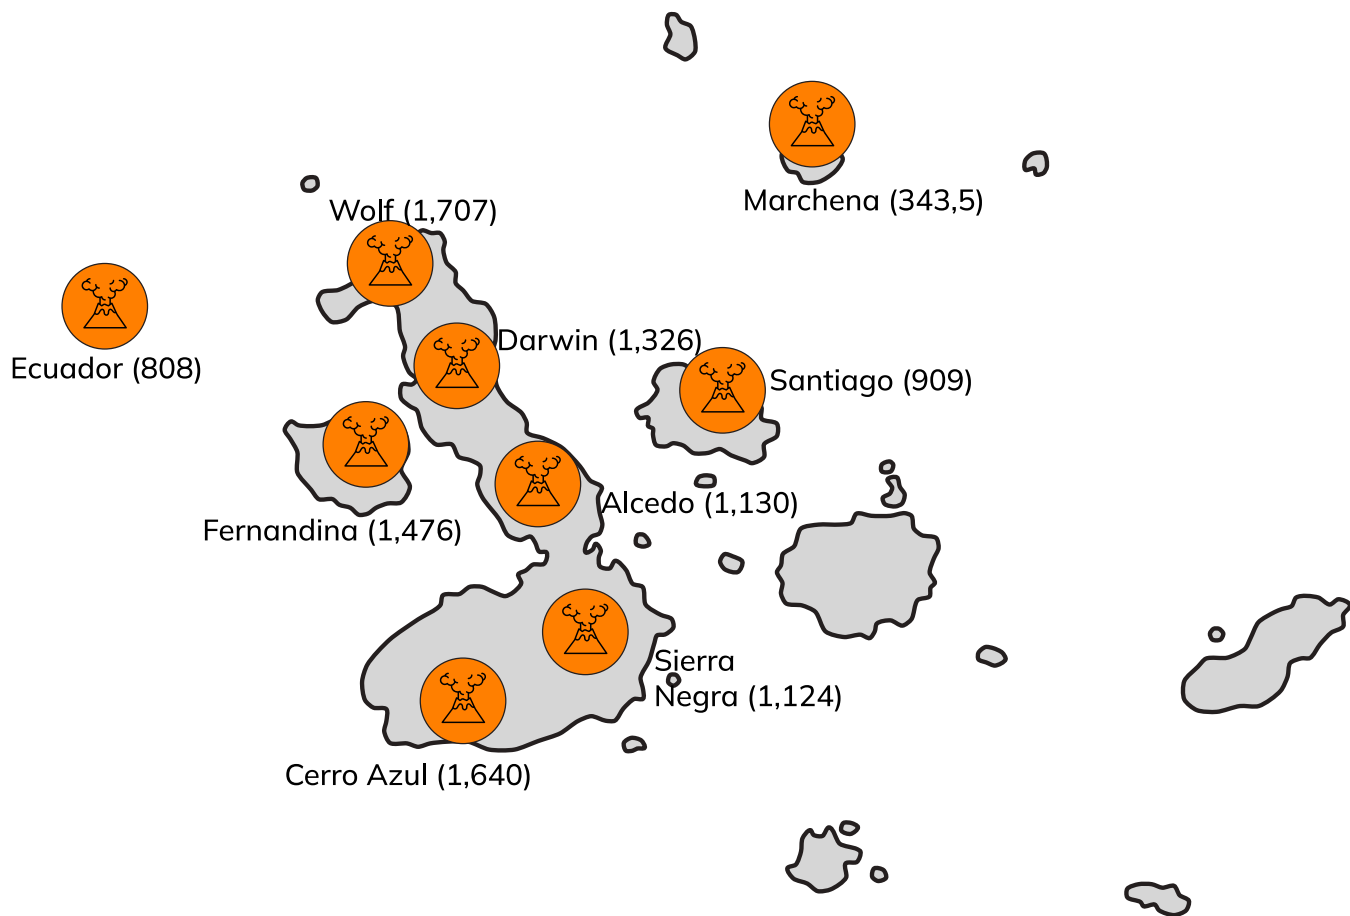 Marchena (343,5)
Wolf (1,707)
Darwin (1,326)
Ecuador (808)
Santiago (909)
Alcedo (1,130)
Fernandina (1,476)
Sierra
Negra (1,124)
Cerro Azul (1,640)